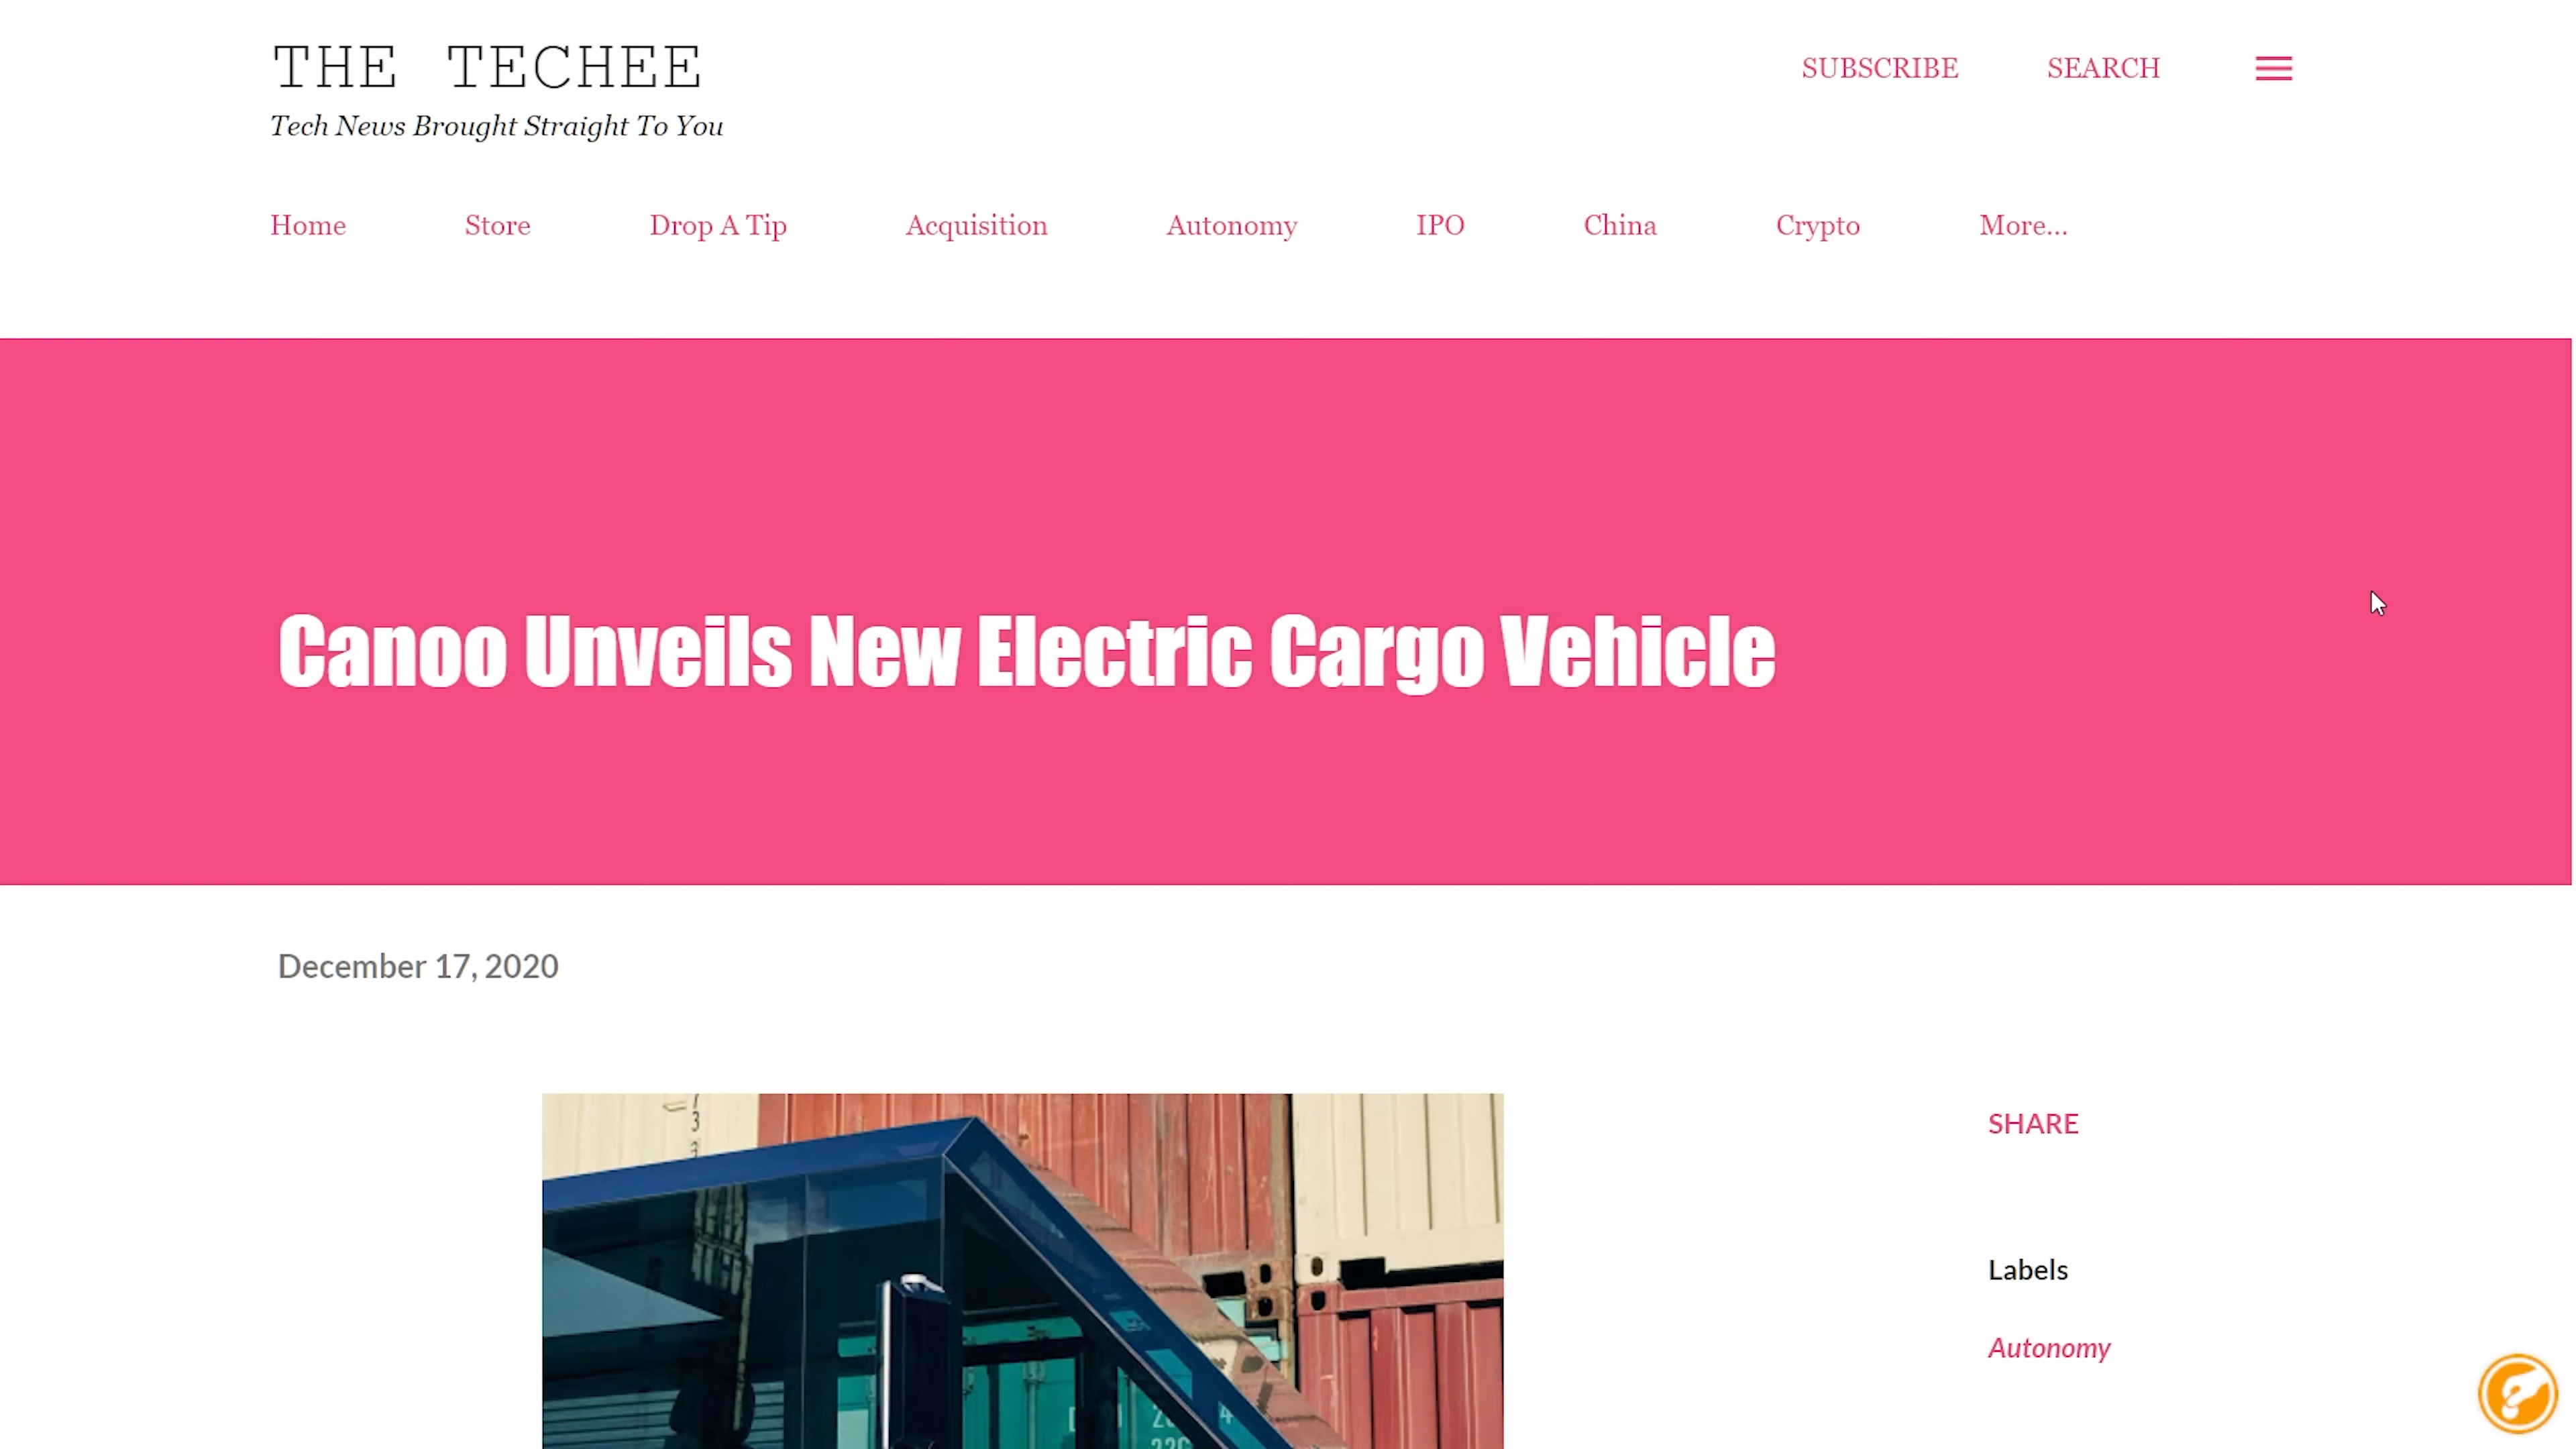 THE TECHEE
SUBSCRIBE
SEARCH
Tech News Brought Straight To You
Home
Store
Drop A Tip
Acquisition
Autonomy
IPO
China
Crypto
More...
Canoo Unveils New Electric Cargo Vehicle
December 17, 2020
SHARE
Labels
Autonomy